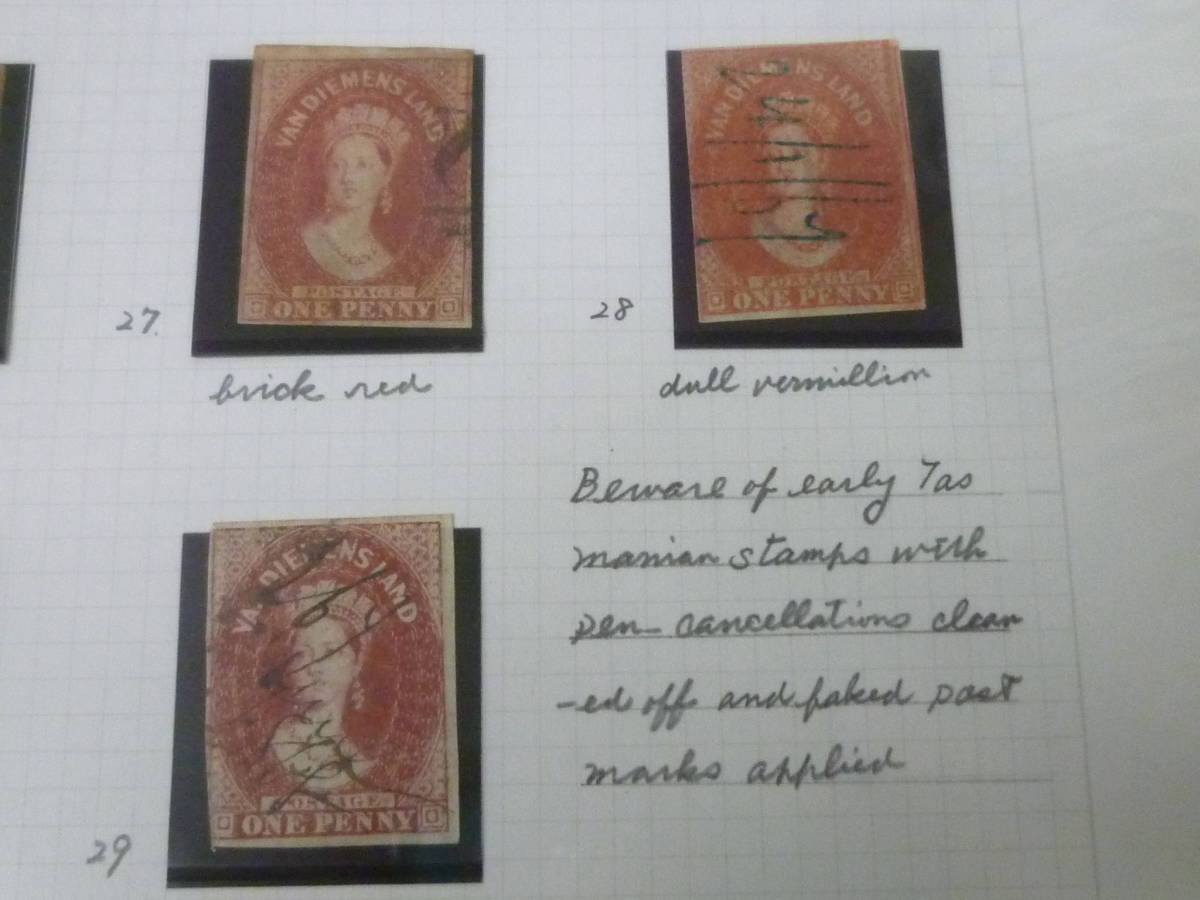 VAN DIEMENS LAND
POSTAGE
ONE PENNY
27.
brick red
VAN DIEMENS LAND
POSTAGE
ONE PENNY
28
dull vermillion
VAN DIEMENS LAND
POSTAGE
ONE PENNY
29
Beware of early Tas
manian stamps with
pen- cancellations clean
-ed off and faked post
marks applied